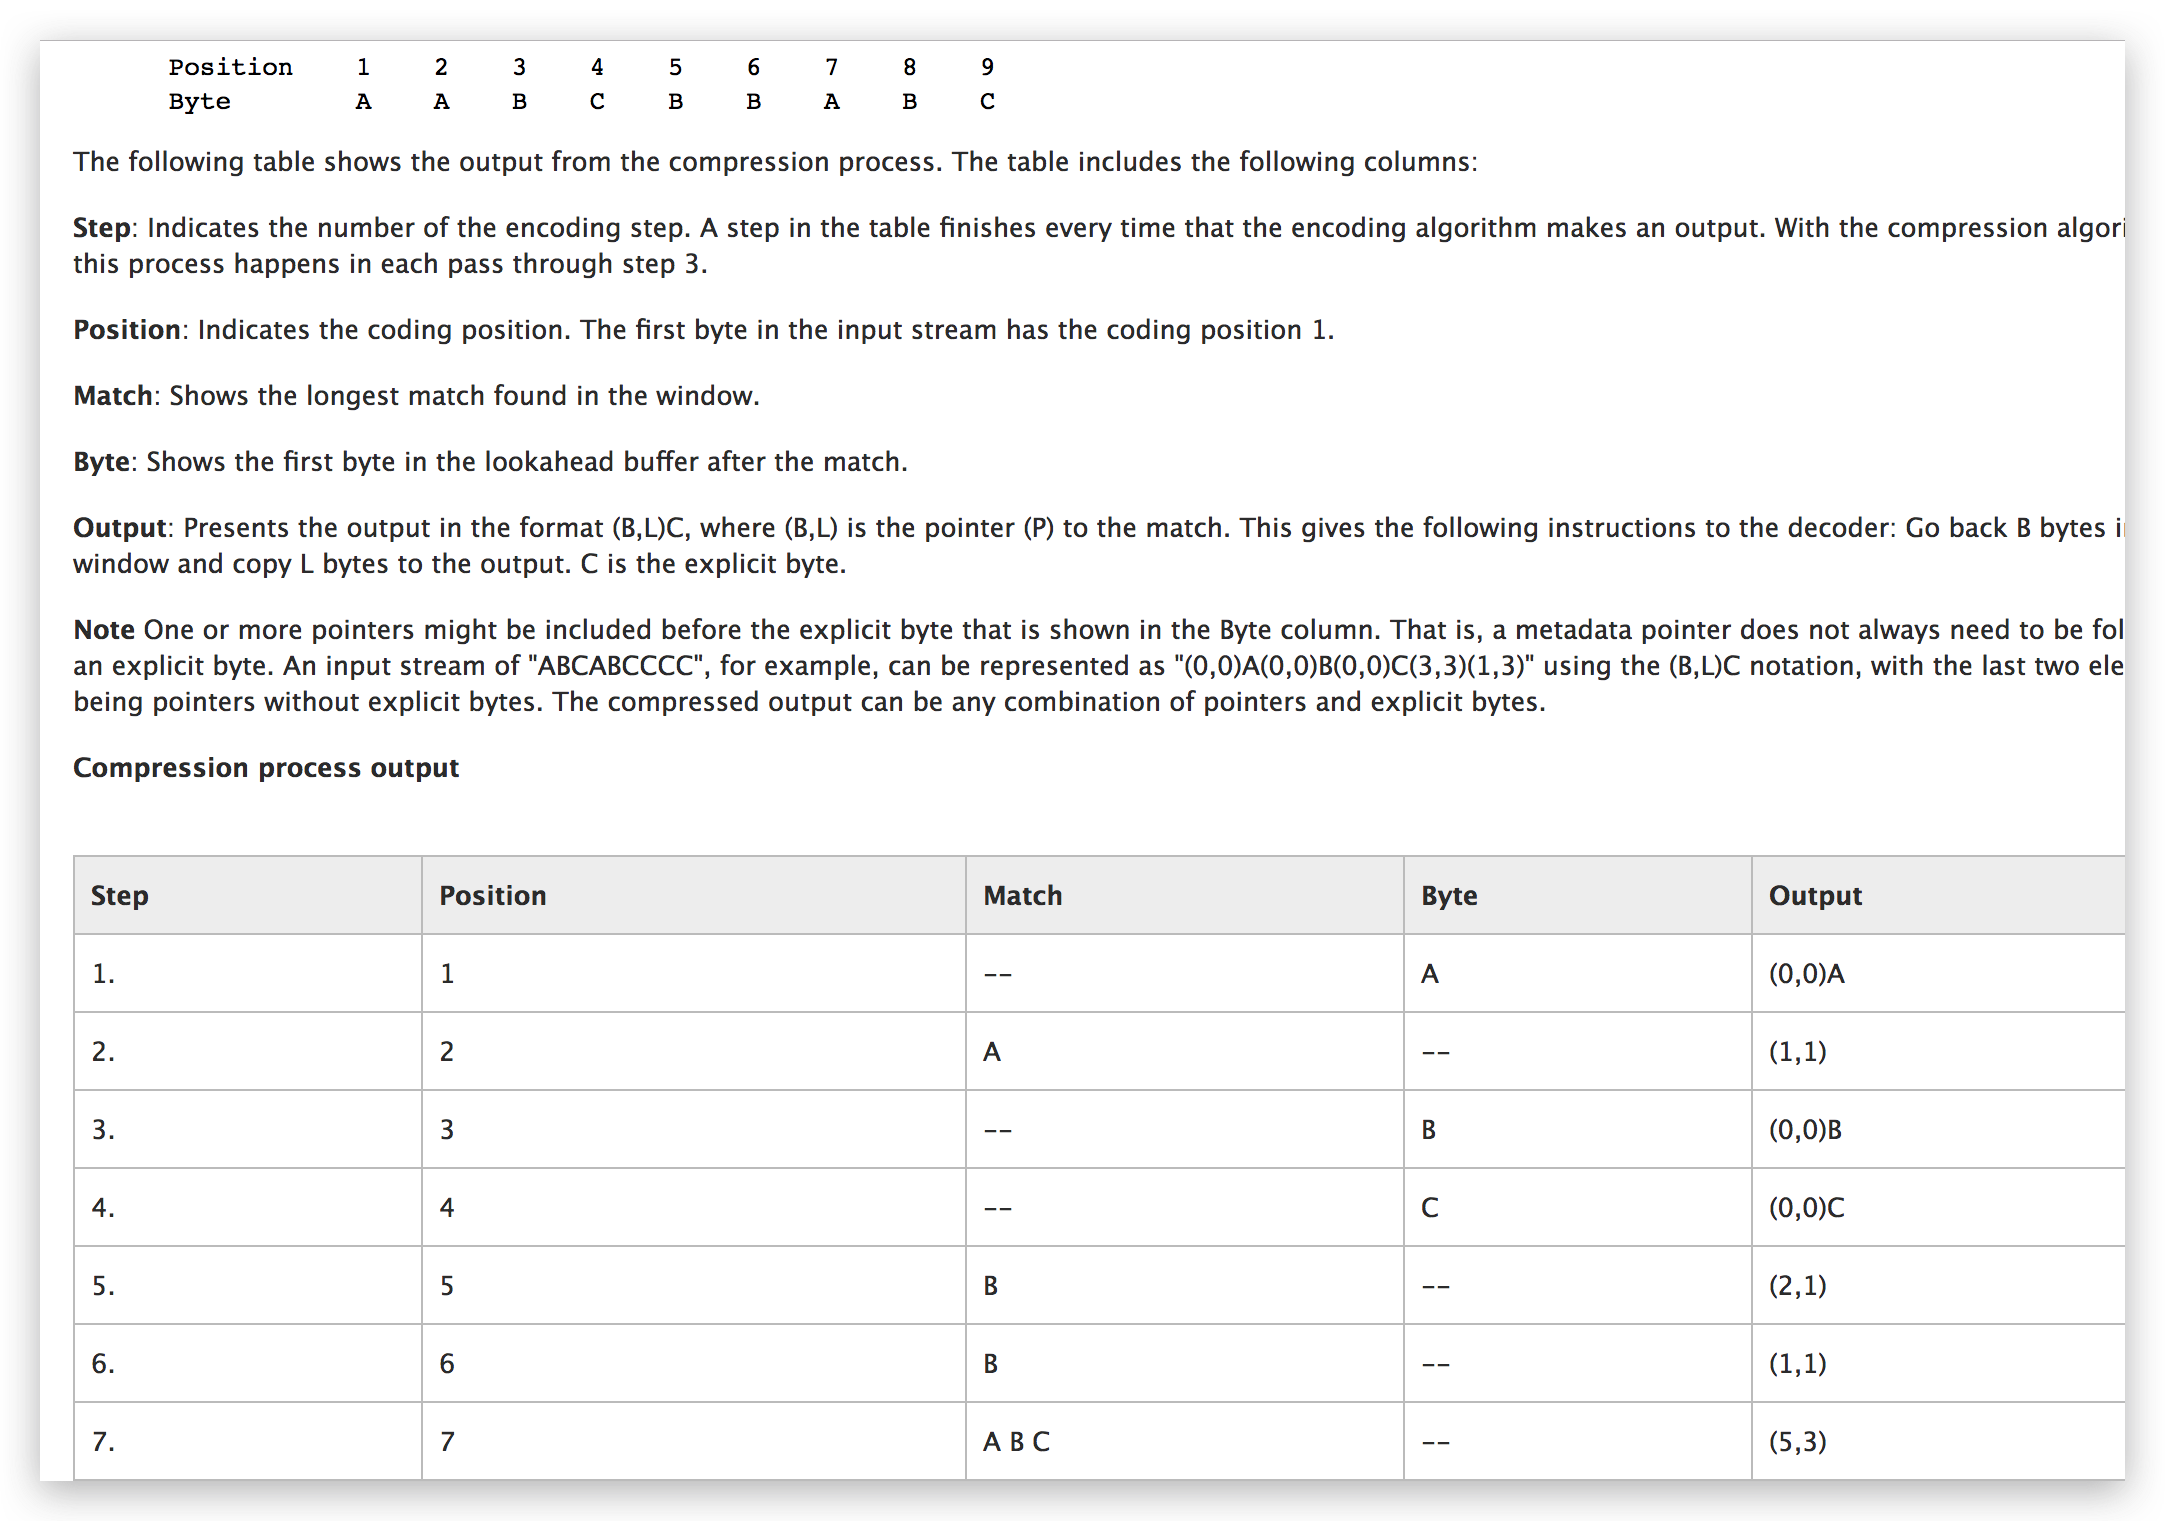 Position 1 2 3 4 5 6 7 8 9
Byte A A B C B B A B C
The following table shows the output from the compression process. The table includes the following columns:
Step: Indicates the number of the encoding step. A step in the table finishes every time that the encoding algorithm makes an output. With the compression algori
this process happens in each pass through step 3.
Position: Indicates the coding position. The first byte in the input stream has the coding position 1.
Match: Shows the longest match found in the window.
Byte: Shows the first byte in the lookahead buffer after the match.
Output: Presents the output in the format (B,L)C, where (B,L) is the pointer (P) to the match. This gives the following instructions to the decoder: Go back B bytes i
window and copy L bytes to the output. C is the explicit byte.
Note One or more pointers might be included before the explicit byte that is shown in the Byte column. That is, a metadata pointer does not always need to be fol
an explicit byte. An input stream of "ABCABCCCC", for example, can be represented as "(0,0)A(0,0)B(0,0)C(3,3)(1,3)" using the (B,L)C notation, with the last two ele
being pointers without explicit bytes. The compressed output can be any combination of pointers and explicit bytes.
Compression process output
Step Position Match Byte Output
1. 1 -- A (0,0)A
2. 2 A -- (1,1)
3. 3 -- B (0,0)B
4. 4 -- C (0,0)C
5. 5 B -- (2,1)
6. 6 B -- (1,1)
7. 7 A B C -- (5,3)